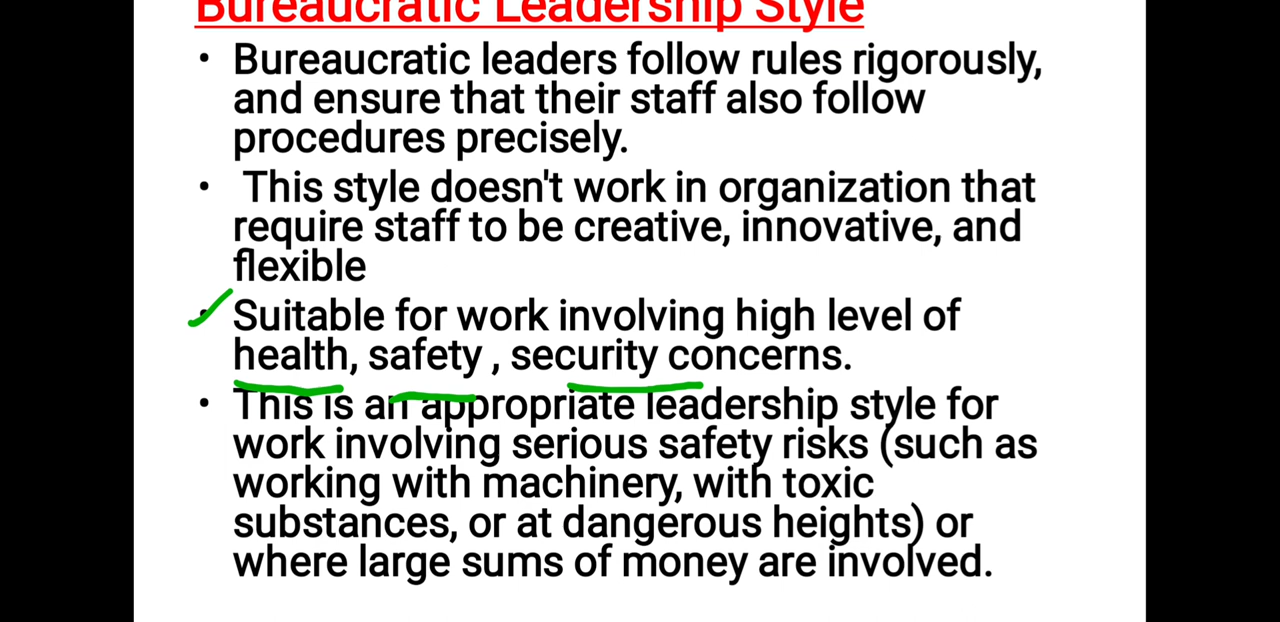 Bureaucratic Leadership Style
• Bureaucratic leaders follow rules rigorously,
and ensure that their staff also follow
procedures precisely.
• This style doesn't work in organization that
require staff to be creative, innovative, and
flexible
• Suitable for work involving high level of
health, safety , security concerns.
• This is an appropriate leadership style for
work involving serious safety risks (such as
working with machinery, with toxic
substances, or at dangerous heights) or
where large sums of money are involved.